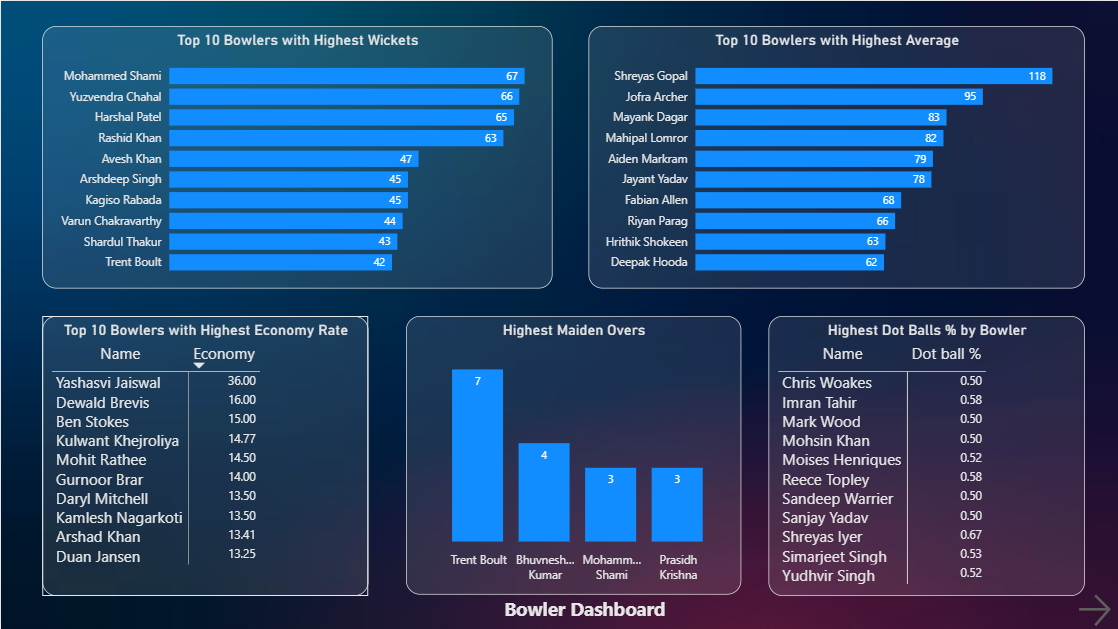 Top 10 Bowlers with Highest Wickets
Mohammed Shami 67
Yuzvendra Chahal 66
Harshal Patel 65
Rashid Khan 63
Avesh Khan 47
Arshdeep Singh 45
Kagiso Rabada 45
Varun Chakravarthy 44
Shardul Thakur 43
Trent Boult 42
Top 10 Bowlers with Highest Average
Shreyas Gopal 118
Jofra Archer 95
Mayank Dagar 83
Mahipal Lomror 82
Aiden Markram 79
Jayant Yadav 78
Fabian Allen 68
Riyan Parag 66
Hrithik Shokeen 63
Deepak Hooda 62
Top 10 Bowlers with Highest Economy Rate
Name Economy
Yashasvi Jaiswal 36.00
Dewald Brevis 16.00
Ben Stokes 15.00
Kulwant Khejroliya 14.77
Mohit Rathee 14.50
Gurnoor Brar 14.00
Daryl Mitchell 13.50
Kamlesh Nagarkoti 13.50
Arshad Khan 13.41
Duan Jansen 13.25
Highest Maiden Overs
7
4
3 3
Trent Boult Bhuvnesh... Mohamm... Prasidh
Kumar Shami Krishna
Highest Dot Balls % by Bowler
Name Dot ball %
Chris Woakes 0.50
Imran Tahir 0.58
Mark Wood 0.50
Mohsin Khan 0.50
Moises Henriques 0.52
Reece Topley 0.58
Sandeep Warrier 0.50
Sanjay Yadav 0.50
Shreyas Iyer 0.67
Simarjeet Singh 0.53
Yudhvir Singh 0.52
Bowler Dashboard